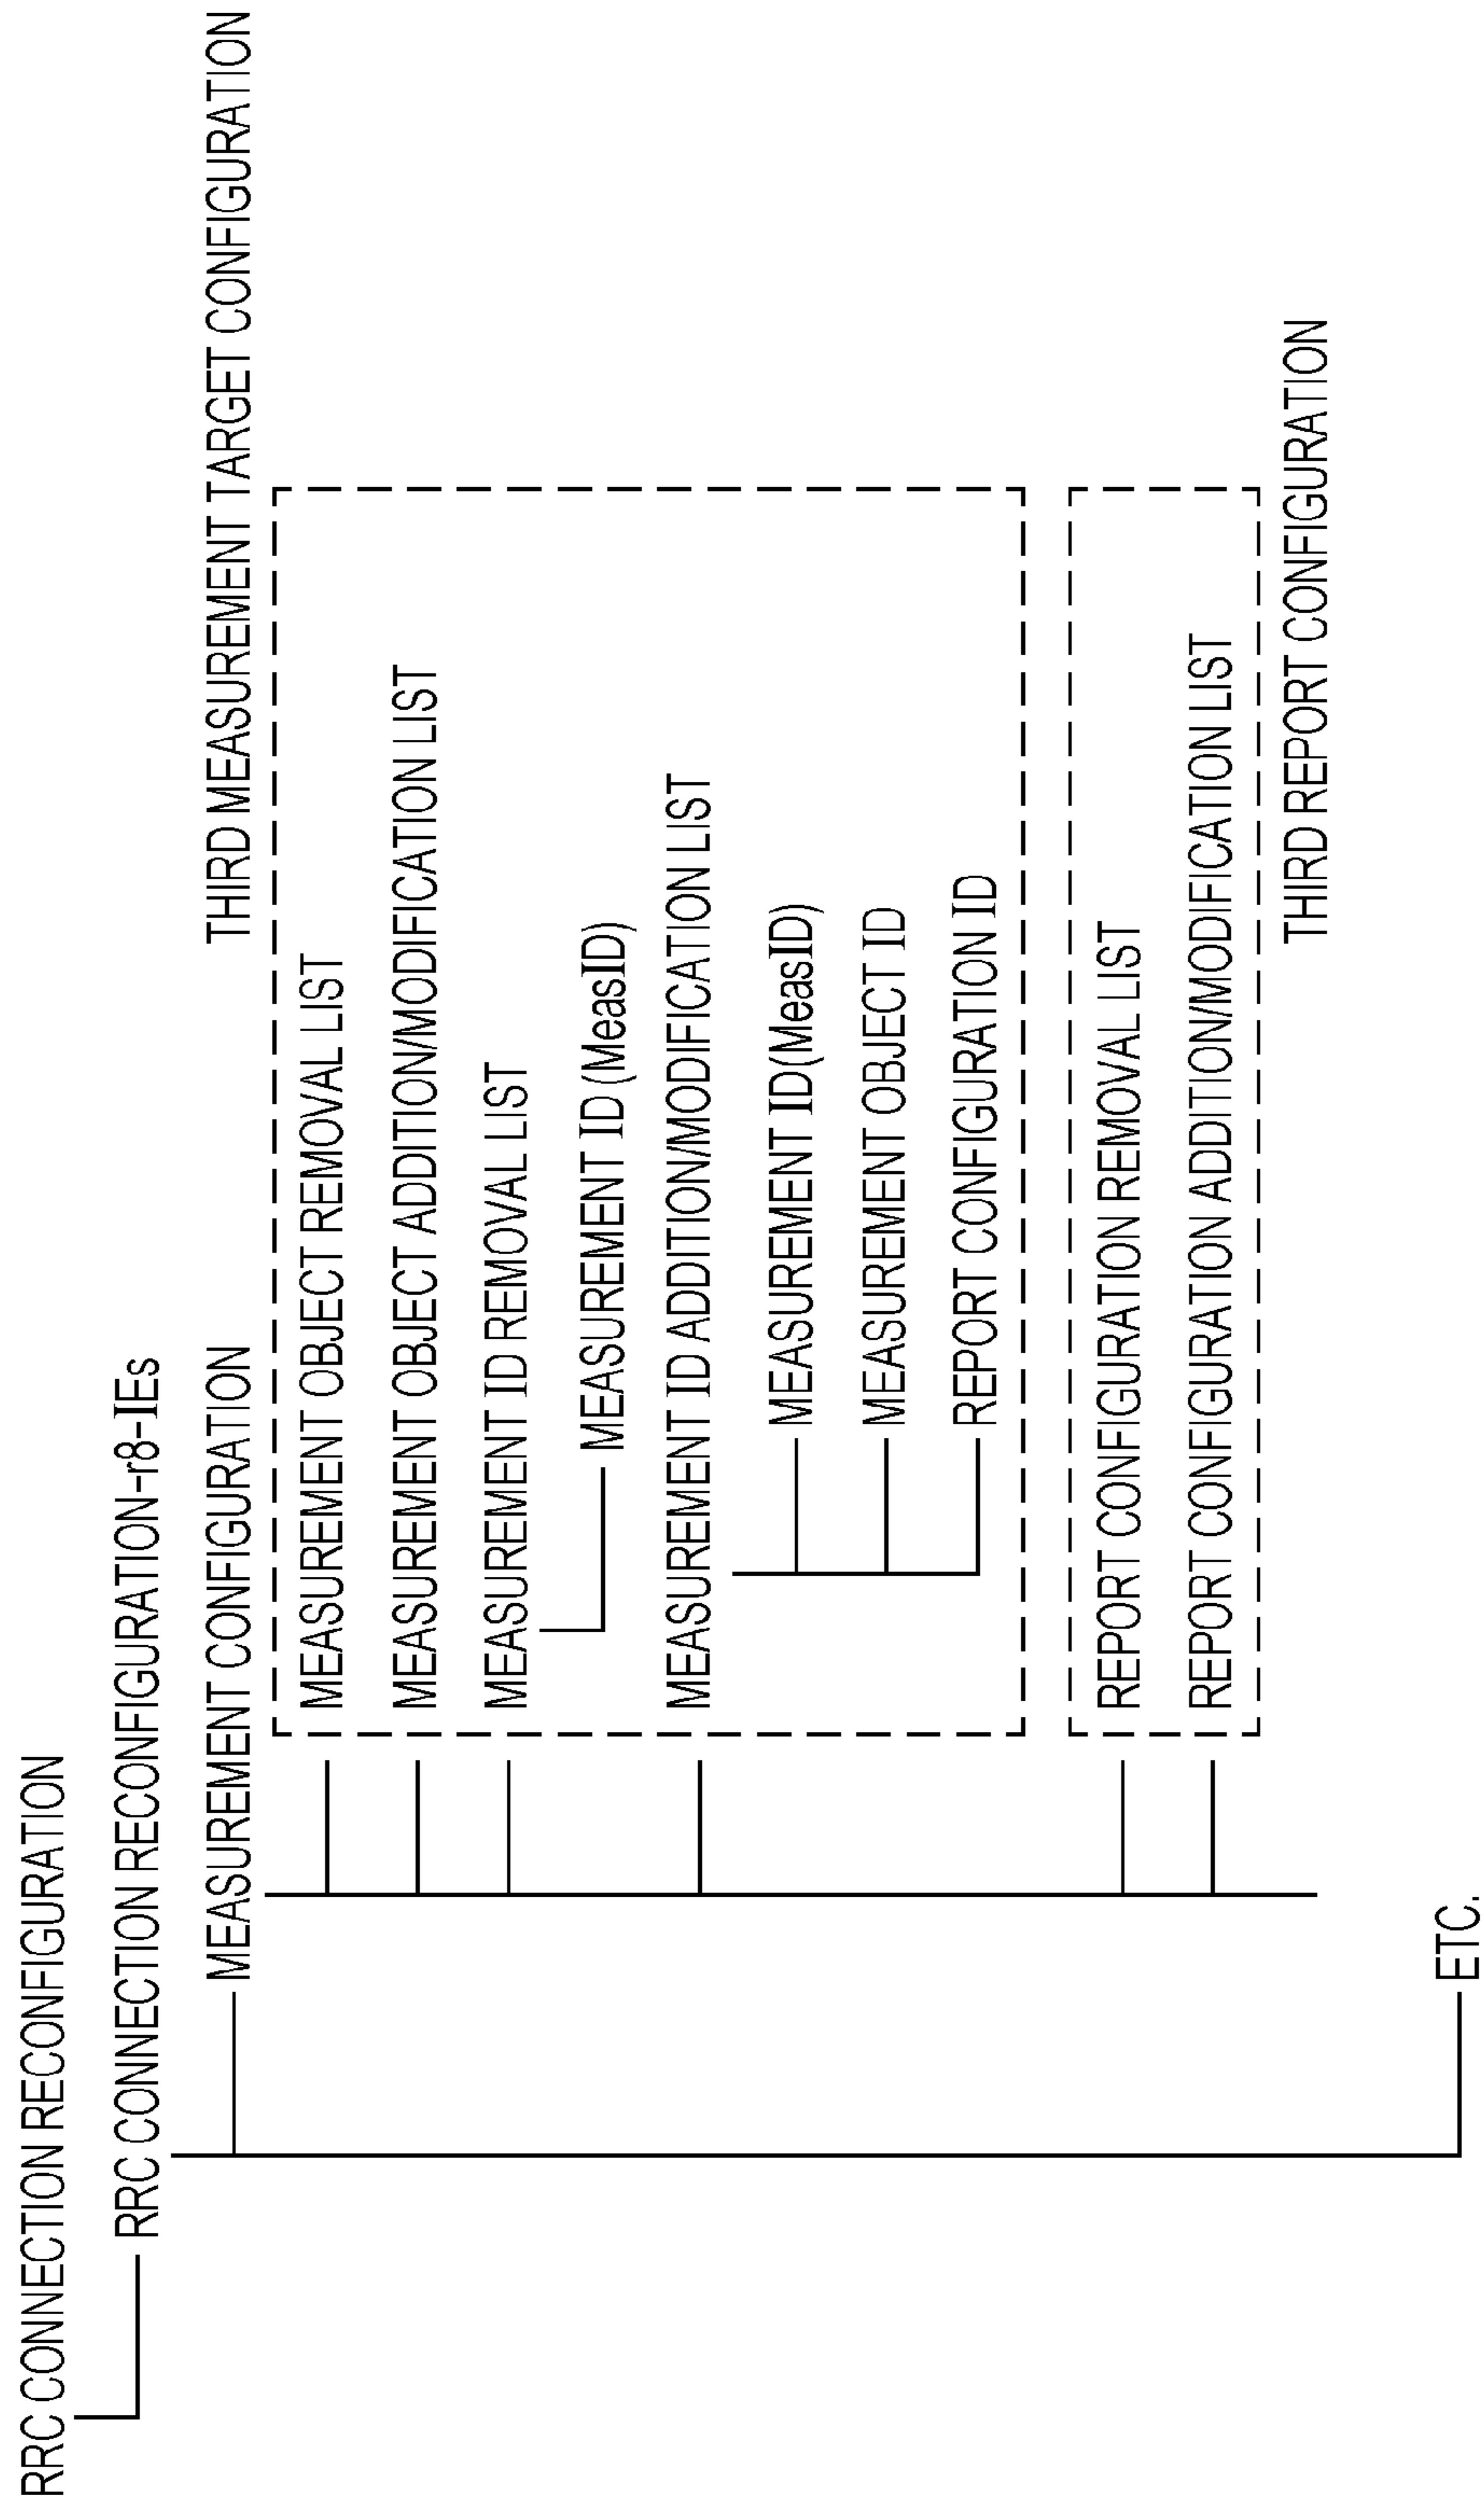 RRC CONNECTION RECONFIGURATION
RRC CONNECTION RECONFIGURATION-r8-IEs
MEASUREMENT CONFIGURATION
THIRD MEASUREMENT TARGET CONFIGURATION
MEASUREMENT OBJECT REMOVAL LIST
MEASUREMENT OBJECT ADDITION/MODIFICATION LIST
MEASUREMENT ID REMOVAL LIST
MEASUREMENT ID(MeasID)
MEASUREMENT ID ADDITION/MODIFICATION LIST
MEASUREMENT ID(MeasID)
MEASUREMENT OBJECT ID
REPORT CONFIGURATION ID
REPORT CONFIGURATION REMOVAL LIST
REPORT CONFIGURATION ADDITION/MODIFICATION LIST
THIRD REPORT CONFIGURATION
ETC.